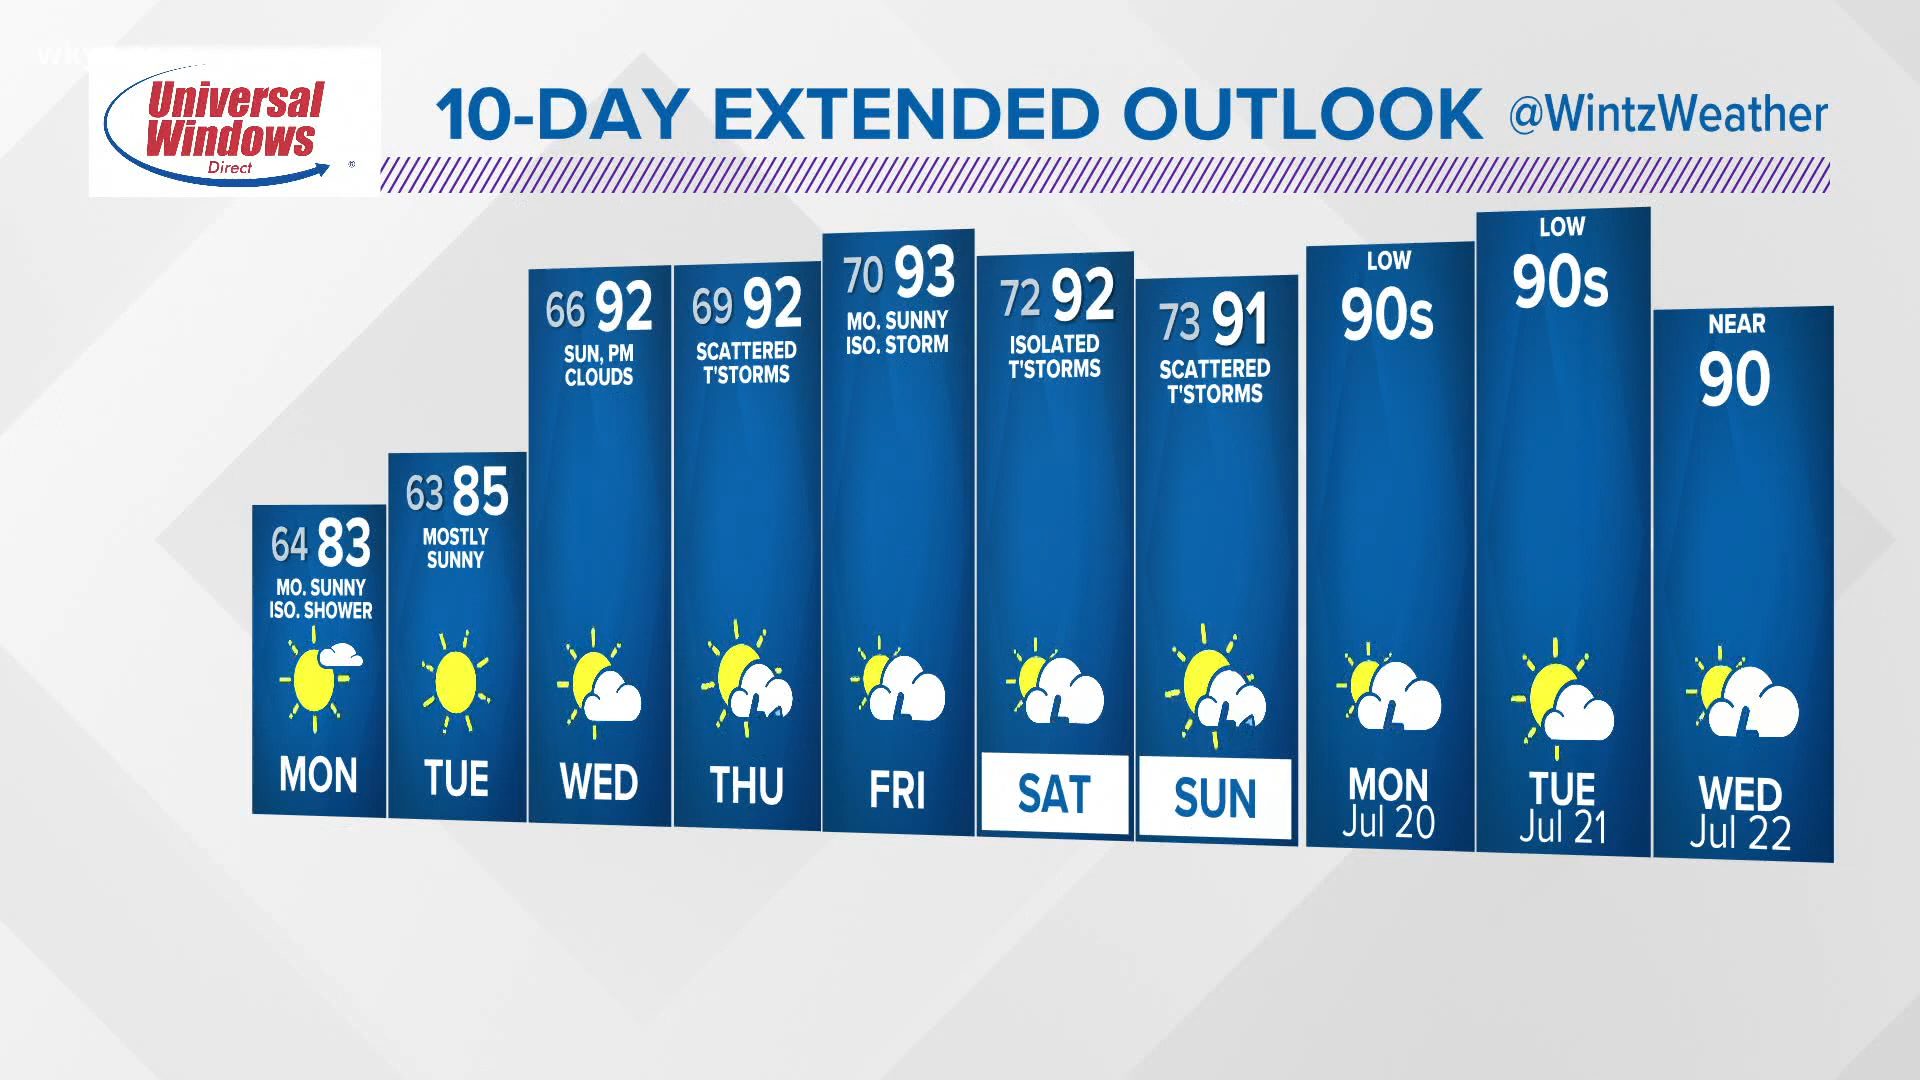 Universal
Windows
Direct
®
10-DAY EXTENDED OUTLOOK @WintzWeather
64 83
MO. SUNNY
ISO. SHOWER
MON
63 85
MOSTLY
SUNNY
TUE
66 92
SUN, PM
CLOUDS
WED
69 92
SCATTERED
T'STORMS
THU
70 93
MO. SUNNY
ISO. STORM
FRI
72 92
ISOLATED
T'STORMS
SAT
73 91
SCATTERED
T'STORMS
SUN
LOW
90s
MON
Jul 20
LOW
90s
TUE
Jul 21
NEAR
90
WED
Jul 22